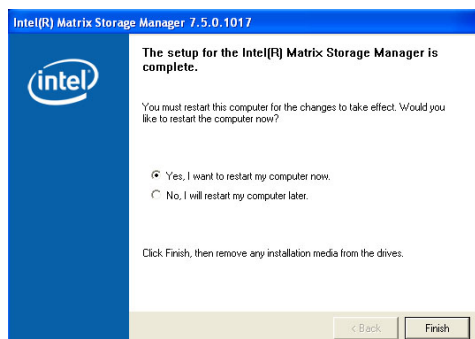 Intel(R) Matrix Storage Manager 7.5.0.1017
intel
The setup for the Intel(R) Matrix Storage Manager is
complete.
You must restart this computer for the changes to take effect. Would you
like to restart the computer now?
Yes, I want to restart my computer now.
No, I will restart my computer later.
Click Finish, then remove any installation media from the drives.
< Back
Finish